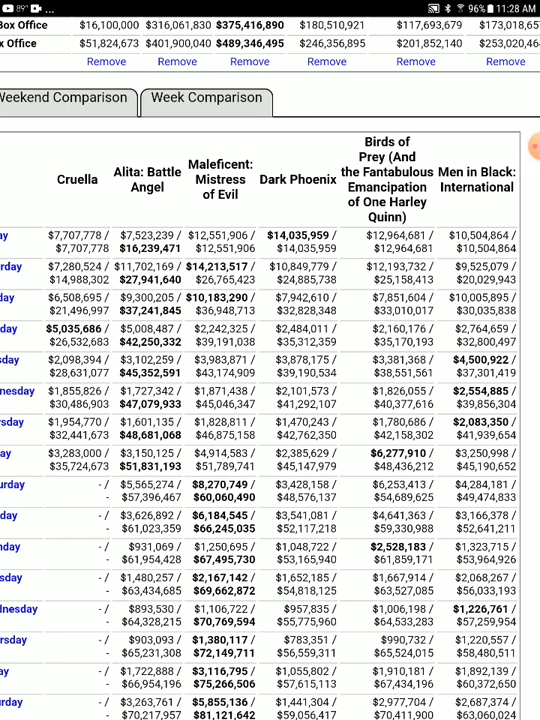 89° 96% 11:28 AM
Box Office $16,100,000 $316,061,830 $375,416,890 $180,510,921 $117,693,679 $173,018,65
x Office $51,824,673 $401,900,040 $489,346,495 $246,356,895 $201,852,140 $253,020,46
Remove Remove Remove Remove Remove Remove
Weekend Comparison Week Comparison
Cruella
Alita: Battle
Angel
Maleficent:
Mistress
of Evil
Dark Phoenix
Birds of
Prey (And
the Fantabulous
Emancipation
of One Harley
Quinn)
Men in Black:
International
ay $7,707,778 / $7,523,239 / $12,551,906 / $14,035,959 / $12,964,681 / $10,504,864 /
$7,707,778 $16,239,471 $12,551,906 $14,035,959 $12,964,681 $10,504,864
rday $7,280,524 / $11,702,169 / $14,213,517 / $10,849,779 / $12,193,732 / $9,525,079 /
$14,988,302 $27,941,640 $26,765,423 $24,885,738 $25,158,413 $20,029,943
day $6,508,695 / $9,300,205 / $10,183,290 / $7,942,610 / $7,851,604 / $10,005,895 /
$21,496,997 $37,241,845 $36,948,713 $32,828,348 $33,010,017 $30,035,838
day $5,035,686 / $5,008,487 / $2,242,325 / $2,484,011 / $2,160,176 / $2,764,659 /
$26,532,683 $42,250,332 $39,191,038 $35,312,359 $35,170,193 $32,800,497
sday $2,098,394 / $3,102,259 / $3,983,871 / $3,878,175 / $3,381,368 / $4,500,922 /
$28,631,077 $45,352,591 $43,174,909 $39,190,534 $38,551,561 $37,301,419
nesday $1,855,826 / $1,727,342 / $1,871,438 / $2,101,573 / $1,826,055 / $2,554,885 /
$30,486,903 $47,079,933 $45,046,347 $41,292,107 $40,377,616 $39,856,304
rsday $1,954,770 / $1,601,135 / $1,828,811 / $1,470,243 / $1,780,686 / $2,083,350 /
$32,441,673 $48,681,068 $46,875,158 $42,762,350 $42,158,302 $41,939,654
ay $3,283,000 / $3,150,125 / $4,914,583 / $2,385,629 / $6,277,910 / $3,250,998 /
$35,724,673 $51,831,193 $51,789,741 $45,147,979 $48,436,212 $45,190,652
urday - / $5,565,274 / $8,270,749 / $3,428,158 / $6,253,413 / $4,284,181 /
- $57,396,467 $60,060,490 $48,576,137 $54,689,625 $49,474,833
day - / $3,626,892 / $6,184,545 / $3,541,081 / $4,641,363 / $3,166,378 /
- $61,023,359 $66,245,035 $52,117,218 $59,330,988 $52,641,211
nday - / $931,069 / $1,250,695 / $1,048,722 / $2,528,183 / $1,323,715 /
- $61,954,428 $67,495,730 $53,165,940 $61,859,171 $53,964,926
sday - / $1,480,257 / $2,167,142 / $1,652,185 / $1,667,914 / $2,068,267 /
- $63,434,685 $69,662,872 $54,818,125 $63,527,085 $56,033,193
dnesday - / $893,530 / $1,106,722 / $957,835 / $1,006,198 / $1,226,761 /
- $64,328,215 $70,769,594 $55,775,960 $64,533,283 $57,259,954
rsday - / $903,093 / $1,380,117 / $783,351 / $990,732 / $1,220,557 /
- $65,231,308 $72,149,711 $56,559,311 $65,524,015 $58,480,511
ay - / $1,722,888 / $3,116,795 / $1,055,802 / $1,910,181 / $1,892,139 /
- $66,954,196 $75,266,506 $57,615,113 $67,434,196 $60,372,650
urday - / $3,263,761 / $5,855,136 / $1,441,304 / $2,977,704 / $2,687,374 /
- $70,217,957 $81,121,642 $59,056,417 $70,411,900 $63,060,024